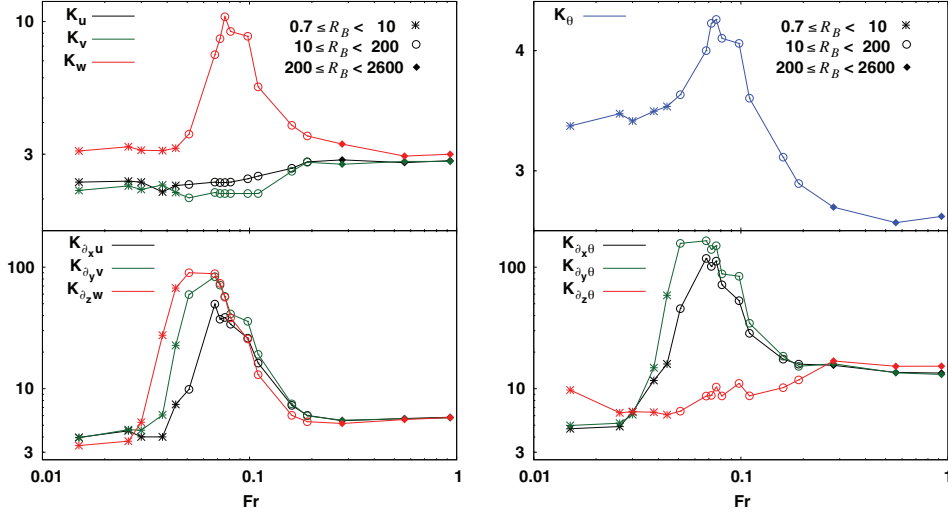 K_u
K_v
K_w
0.7 ≤ R_B < 10
10 ≤ R_B < 200
200 ≤ R_B < 2600
10
3
K_∂xu
K_∂yv
K_∂zw
100
10
3
0.01
0.1
1
Fr
K_θ
0.7 ≤ R_B < 10
10 ≤ R_B < 200
200 ≤ R_B < 2600
4
3
K_∂xθ
K_∂yθ
K_∂zθ
100
10
3
0.01
0.1
1
Fr